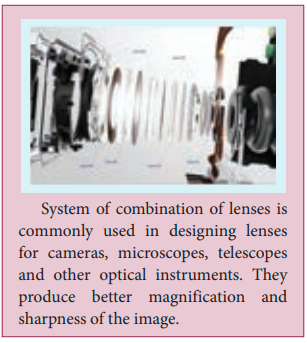 System of combination of lenses is
commonly used in designing lenses
for cameras, microscopes, telescopes
and other optical instruments. They
produce better magnification and
sharpness of the image.